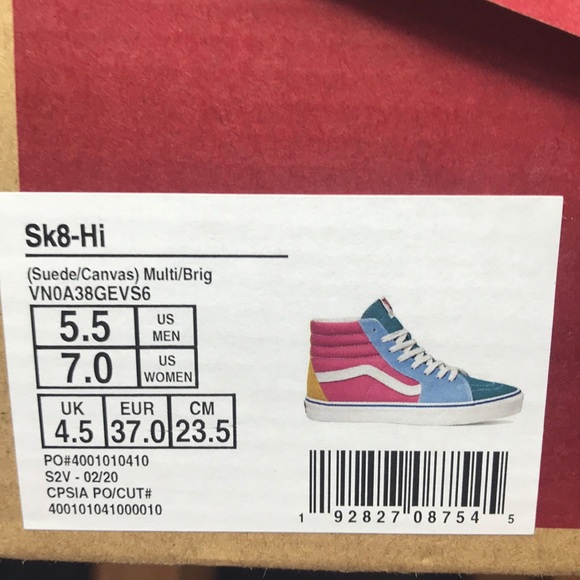 Sk8-Hi
(Suede/Canvas) Multi/Brig
VN0A38GEVS6
5.5 US MEN
7.0 US WOMEN
UK EUR CM
4.5 37.0 23.5
PO#4001010410
S2V - 02/20
CPSIA PO/CUT#
400101041000010
1 92827 08754 5